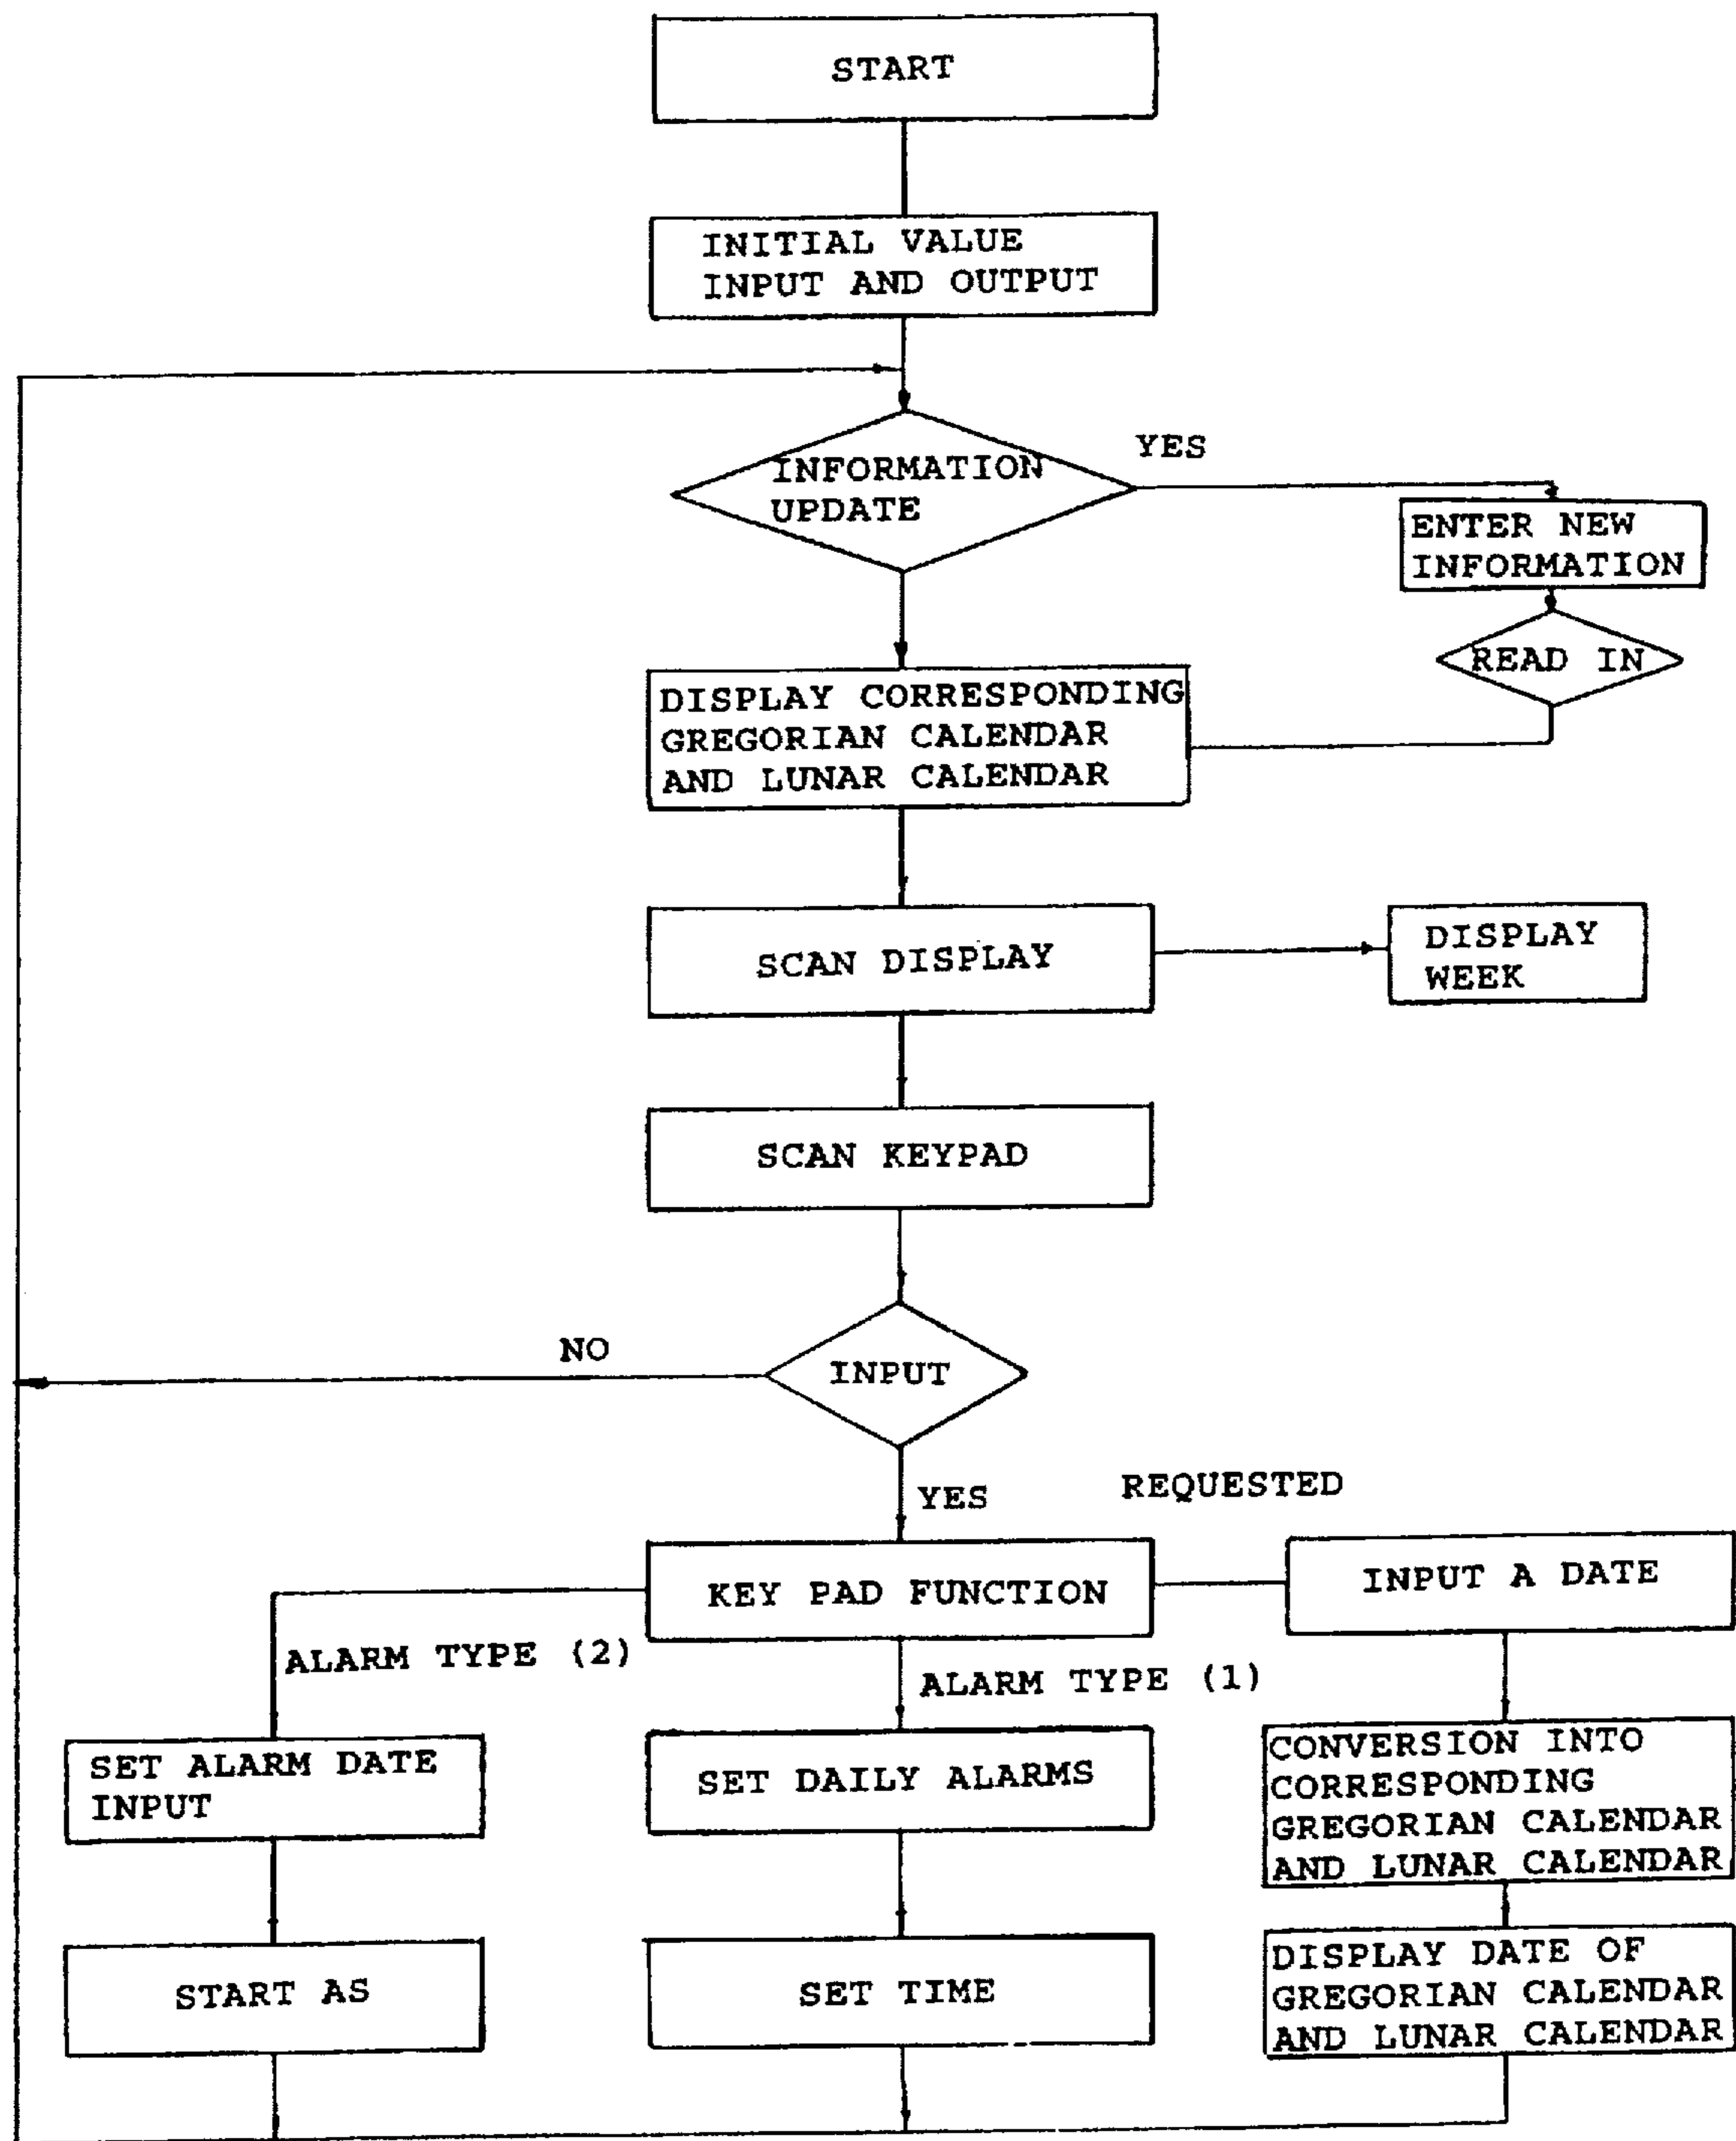 START
INITIAL VALUE
INPUT AND OUTPUT
INFORMATION
UPDATE
YES
ENTER NEW
INFORMATION
READ IN
DISPLAY CORRESPONDING
GREGORIAN CALENDAR
AND LUNAR CALENDAR
SCAN DISPLAY
DISPLAY
WEEK
SCAN KEYPAD
INPUT
NO
YES
REQUESTED
KEY PAD FUNCTION
INPUT A DATE
ALARM TYPE (2)
ALARM TYPE (1)
SET ALARM DATE
INPUT
SET DAILY ALARMS
CONVERSION INTO
CORRESPONDING
GREGORIAN CALENDAR
AND LUNAR CALENDAR
START AS
SET TIME
DISPLAY DATE OF
GREGORIAN CALENDAR
AND LUNAR CALENDAR